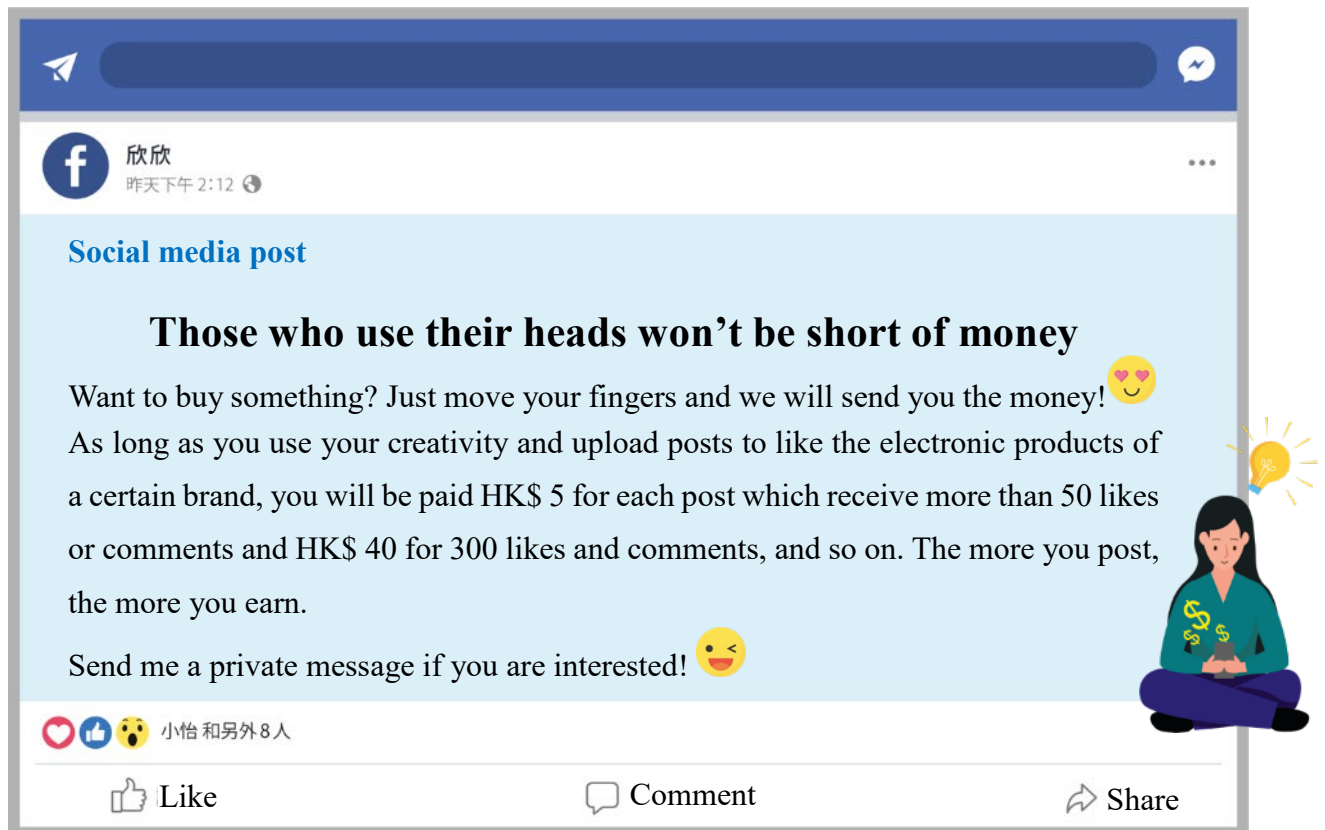 欣欣
昨天下午 2:12
Social media post
Those who use their heads won’t be short of money
Want to buy something? Just move your fingers and we will send you the money!
As long as you use your creativity and upload posts to like the electronic products of
a certain brand, you will be paid HK$ 5 for each post which receive more than 50 likes
or comments and HK$ 40 for 300 likes and comments, and so on. The more you post,
the more you earn.
Send me a private message if you are interested!
小怡 和另外 8 人
Like
Comment
Share